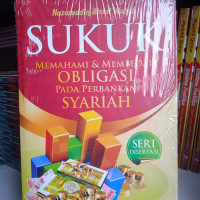 SUKUK
MEMAHAMI & MEMBEDAH
OBLIGASI
PADA PERBANKAN
SYARIAH
SERI
DISERTASI